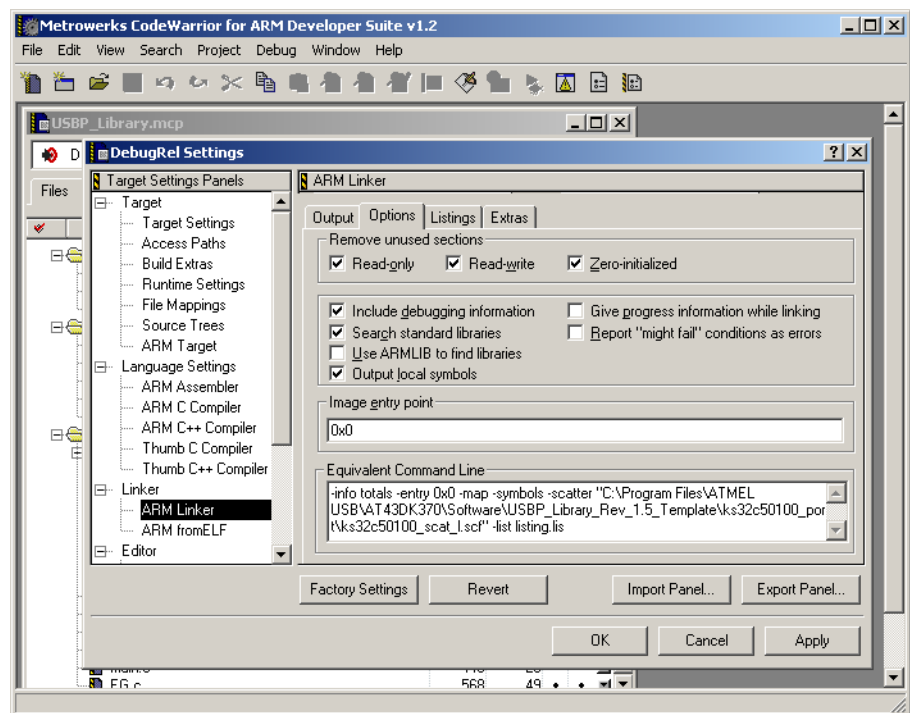 Metrowerks CodeWarrior for ARM Developer Suite v1.2
File Edit View Search Project Debug Window Help
USBP_Library.mcp
D
DebugRel Settings
Files
Target Settings Panels
Target
Target Settings
Access Paths
Build Extras
Runtime Settings
File Mappings
Source Trees
ARM Target
Language Settings
ARM Assembler
ARM C Compiler
ARM C++ Compiler
Thumb C Compiler
Thumb C++ Compiler
Linker
ARM Linker
ARM fromELF
Editor
ARM Linker
Output Options Listings Extras
Remove unused sections
Read-only Read-write Zero-initialized
Include debugging information Give progress information while linking
Search standard libraries Report "might fail" conditions as errors
Use ARMLIB to find libraries
Output local symbols
Image entry point
0x0
Equivalent Command Line
-info totals -entry 0x0 -map -symbols -scatter "C:\Program Files\ATMEL
USB\AT43DK370\Software\USBP_Library_Rev_1.5_Template\ks32c50100_por
t\ks32c50100_scat_l.scf" -list listing.lis
Factory Settings Revert Import Panel... Export Panel...
OK Cancel Apply
568 49